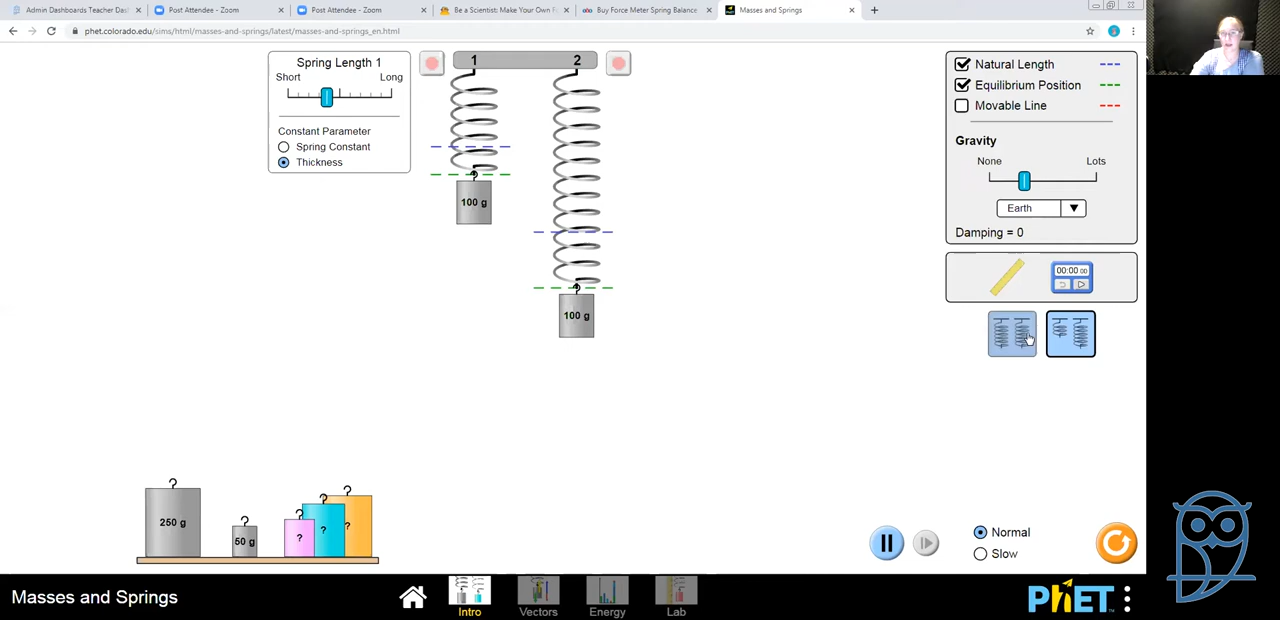 Admin Dashboards Teacher Das
Post Attendee - Zoom
Post Attendee - Zoom
Be a Scientist: Make Your Own F
Buy Force Meter Spring Balance
Masses and Springs
phet.colorado.edu/sims/html/masses-and-springs/latest/masses-and-springs_en.html
Spring Length 1
Short Long
Constant Parameter
Spring Constant
Thickness
1 2
100 g
100 g
Natural Length
Equilibrium Position
Movable Line
Gravity
None Lots
Earth
Damping = 0
00:00.00
250 g
50 g
?
?
?
Normal
Slow
Masses and Springs
Intro
Vectors
Energy
Lab
PhET